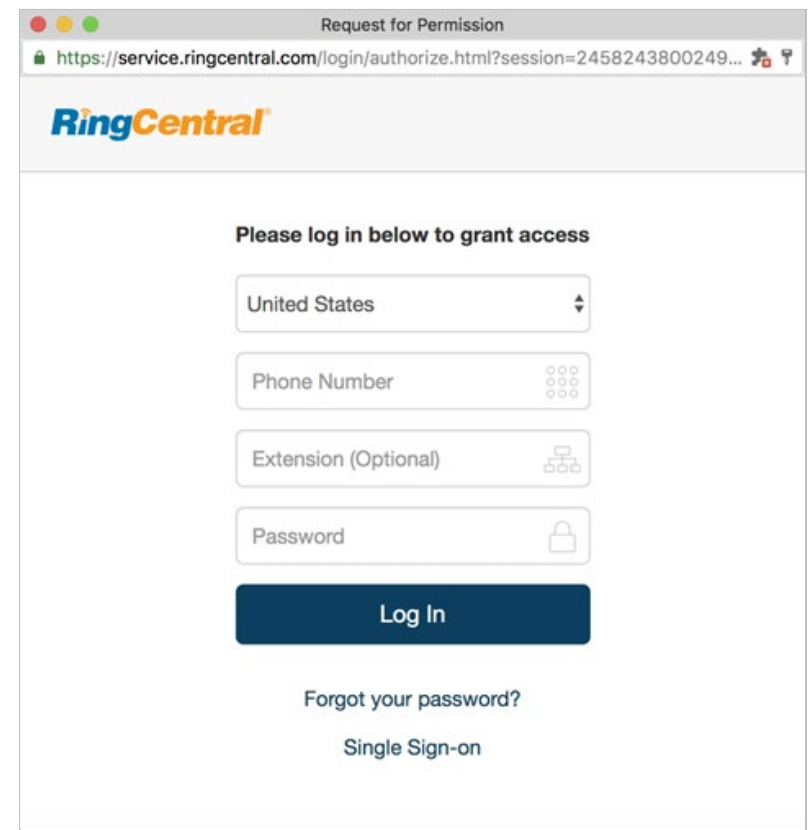 Request for Permission
https://service.ringcentral.com/login/authorize.html?session=2458243800249...
RingCentral®
Please log in below to grant access
United States
Phone Number
Extension (Optional)
Password
Log In
Forgot your password?
Single Sign-on